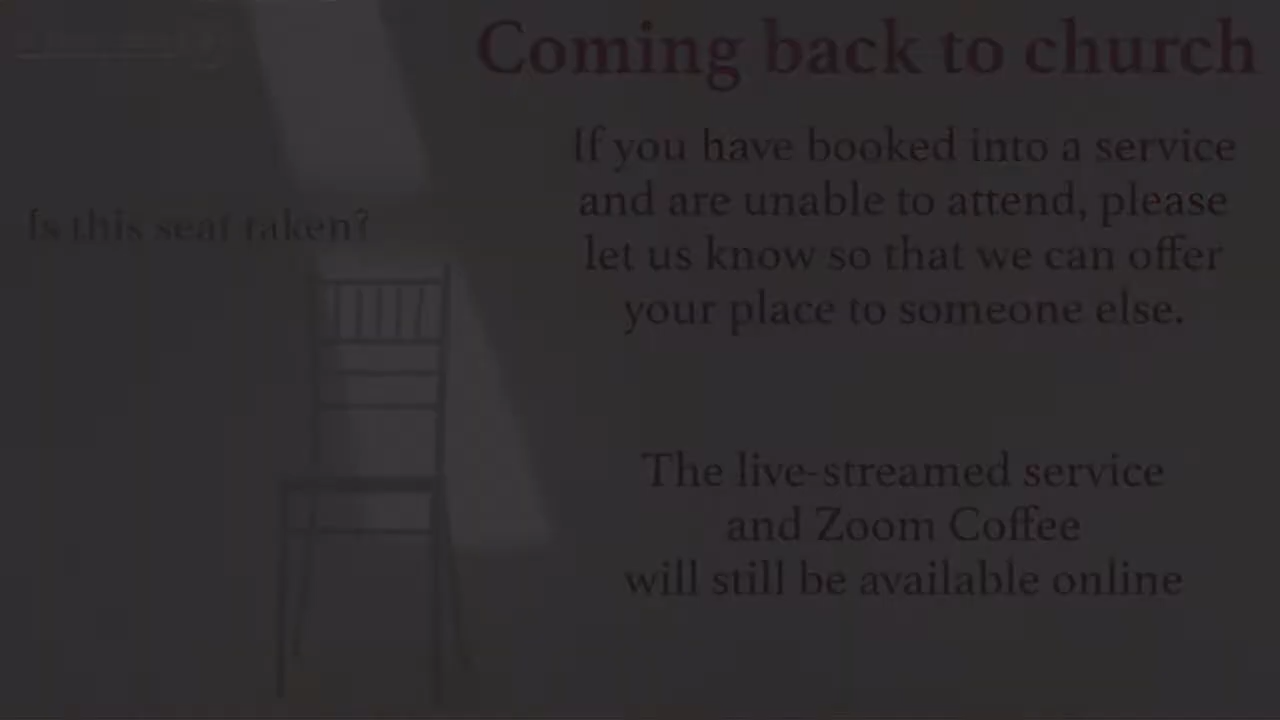 Coming back to church
If you have booked into a service
and are unable to attend, please
let us know so that we can offer
your place to someone else.
Is this seat taken?
The live-streamed service
and Zoom Coffee
will still be available online